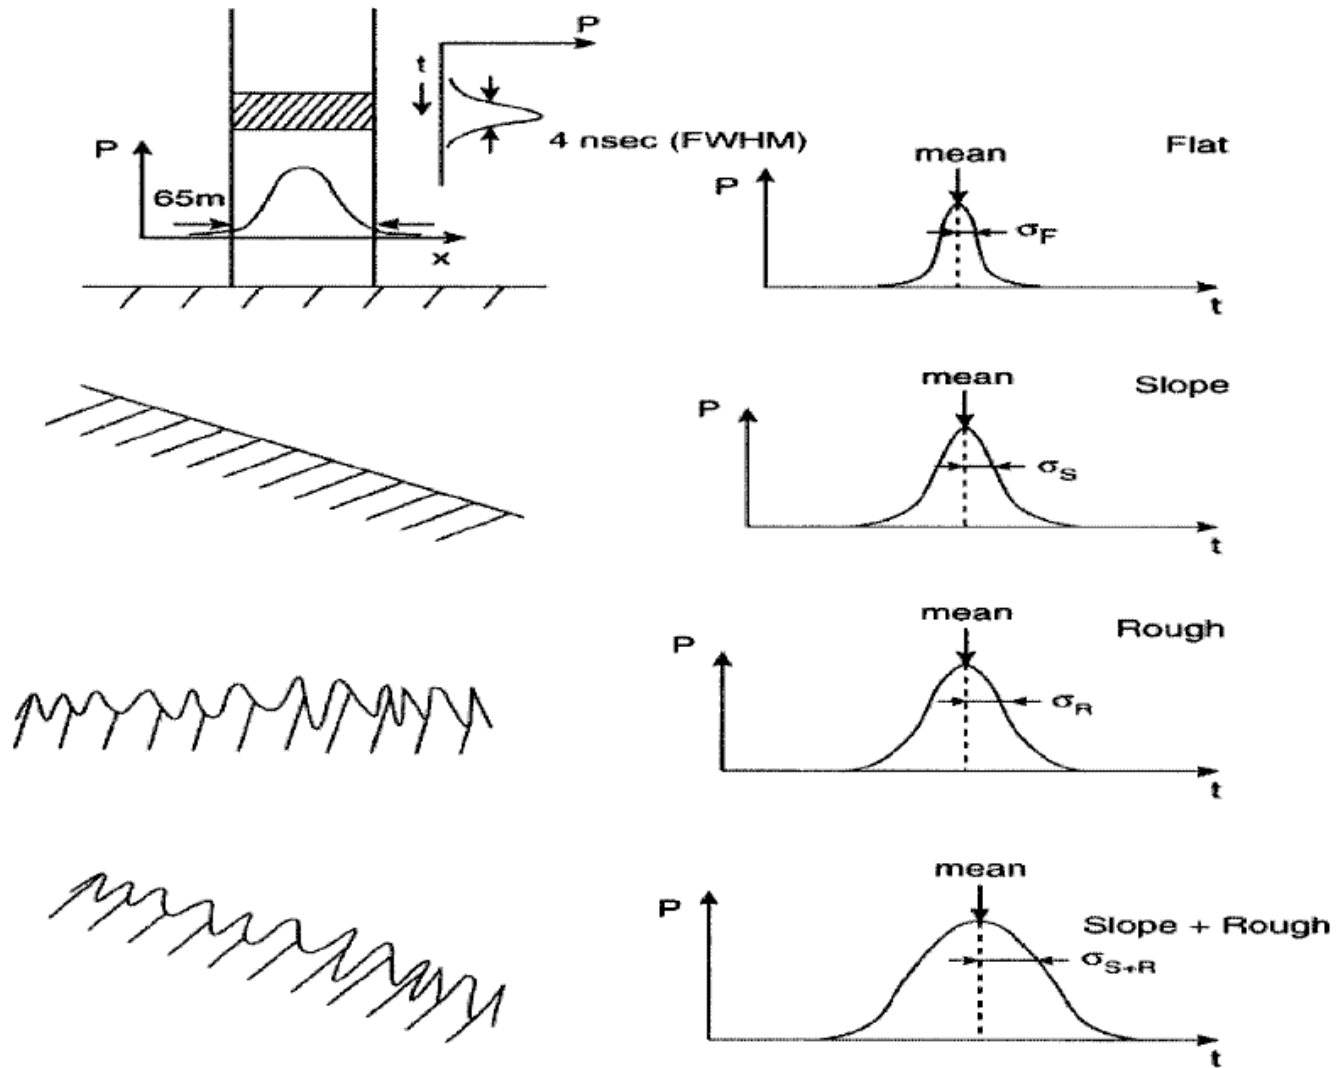 P
t
4 nsec (FWHM)
P
65m
x
Flat
mean
P
σF
t
Slope
mean
P
σS
t
Rough
mean
P
σR
t
mean
P
Slope + Rough
σS+R
t